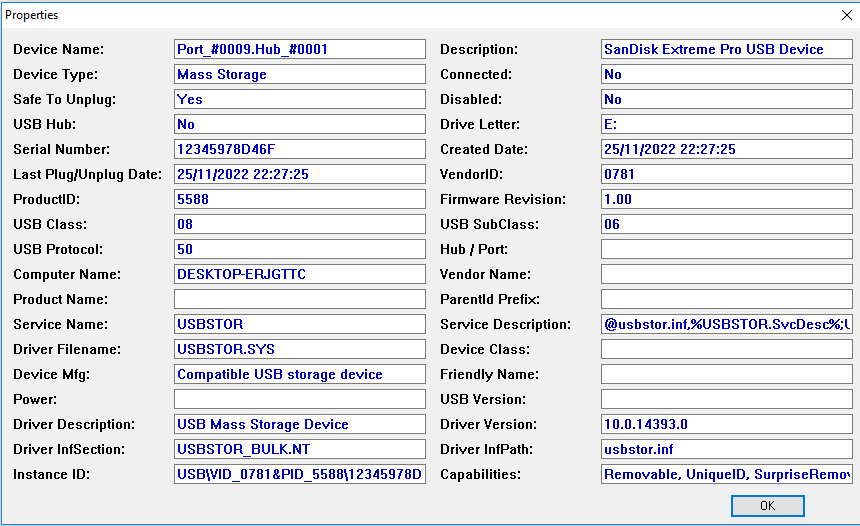 Properties
Device Name: Port_#0009.Hub_#0001 Description: SanDisk Extreme Pro USB Device
Device Type: Mass Storage Connected: No
Safe To Unplug: Yes Disabled: No
USB Hub: No Drive Letter: E:
Serial Number: 12345978D46F Created Date: 25/11/2022 22:27:25
Last Plug/Unplug Date: 25/11/2022 22:27:25 VendorID: 0781
ProductID: 5588 Firmware Revision: 1.00
USB Class: 08 USB SubClass: 06
USB Protocol: 50 Hub / Port:
Computer Name: DESKTOP-ERJGTTC Vendor Name:
Product Name: ParentId Prefix:
Service Name: USBSTOR Service Description: @usbstor.inf,%USBSTOR.SvcDesc%;U
Driver Filename: USBSTOR.SYS Device Class:
Device Mfg: Compatible USB storage device Friendly Name:
Power: USB Version:
Driver Description: USB Mass Storage Device Driver Version: 10.0.14393.0
Driver InfSection: USBSTOR_BULK.NT Driver InfPath: usbstor.inf
Instance ID: USB\VID_0781&PID_5588\12345978D Capabilities: Removable, UniqueID, SurpriseRemov
OK